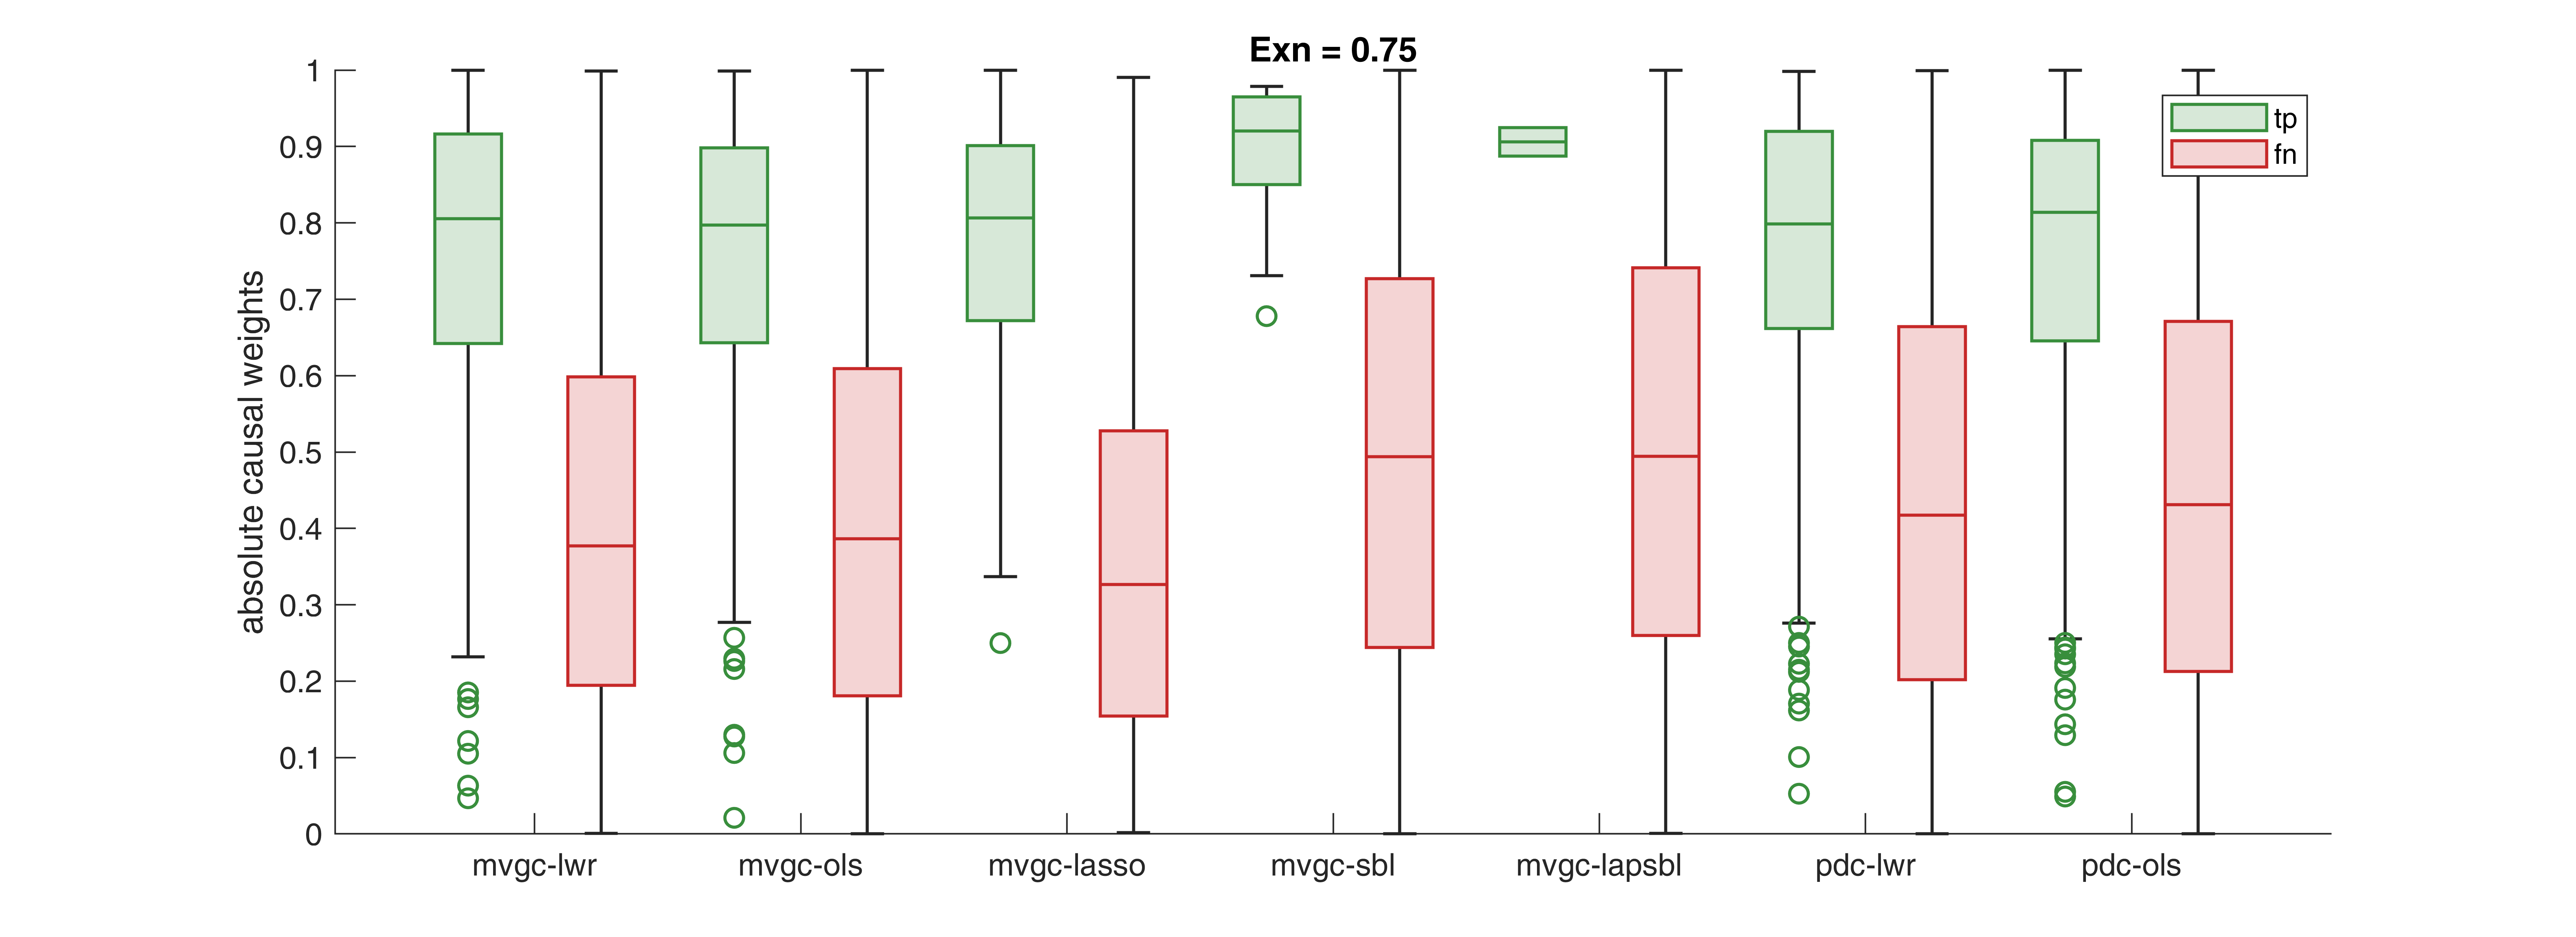 Exn = 0.75
absolute causal weights
1
0.9
0.8
0.7
0.6
0.5
0.4
0.3
0.2
0.1
0
tp
fn
mvgc-lwr
mvgc-ols
mvgc-lasso
mvgc-sbl
mvgc-lapsbl
pdc-lwr
pdc-ols